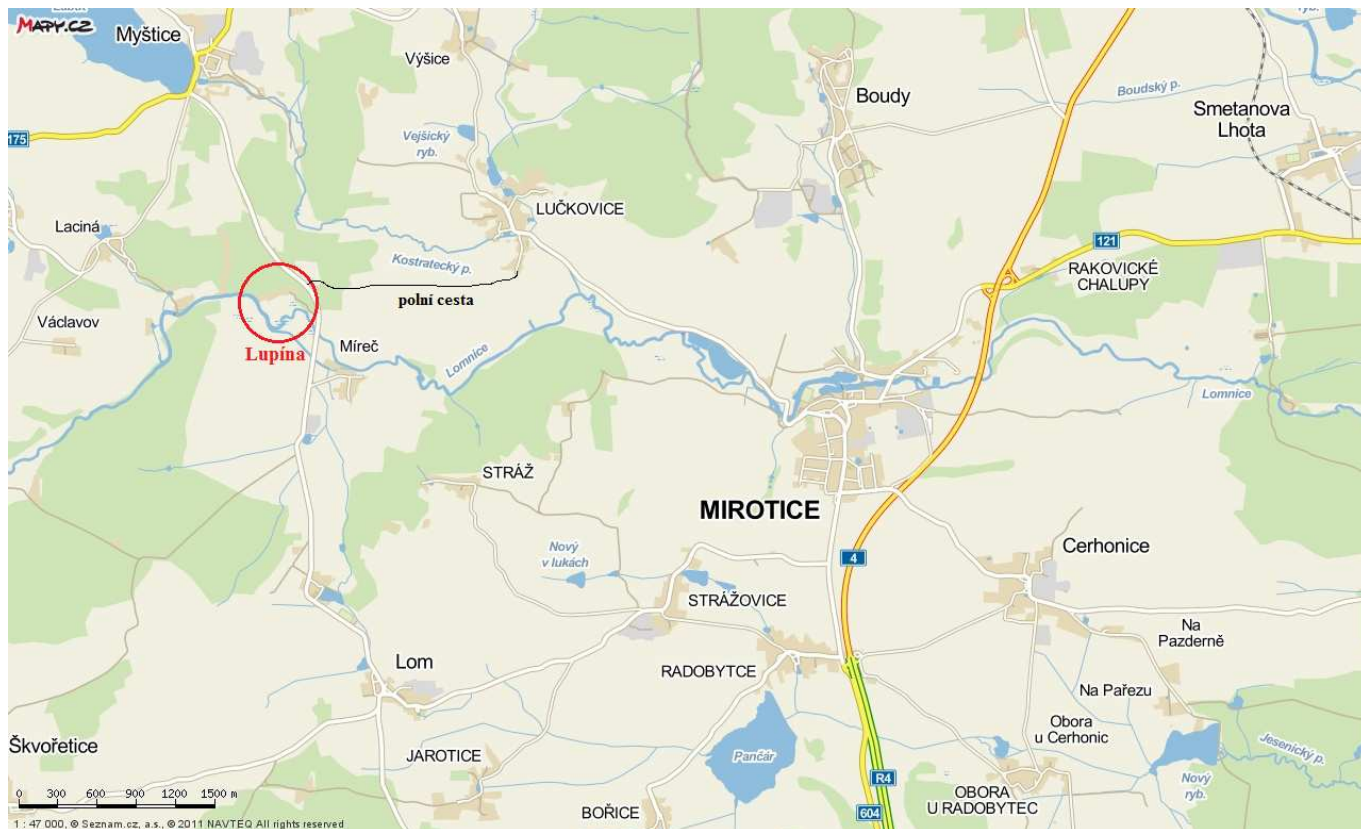 MAPY.CZ
Myštice
Výšice
Boudy
Boudský p.
Smetanova
Lhota
175
Vejšický
ryb.
ryb.
LUČKOVICE
Laciná
Kostratecký p.
121
RAKOVICKÉ
CHALUPY
polní cesta
Václavov
Lupína
Míreč
Lomnice
Lomnice
STRÁŽ
MIROTICE
Nový
v lukách
4
Cerhonice
STRÁŽOVICE
Na
Pazderně
Lom
RADOBYTCE
Na Pařezu
Obora
u Cerhonic
Škvořetice
JAROTICE
Pančář
Jesenický p.
R4
Nový
ryb.
OBORA
U RADOBYTEC
BOŘICE
604
0 300 600 900 1200 1500 m
1 : 47 000, © Seznam.cz, a.s., © 2011 NAVTEQ All rights reserved